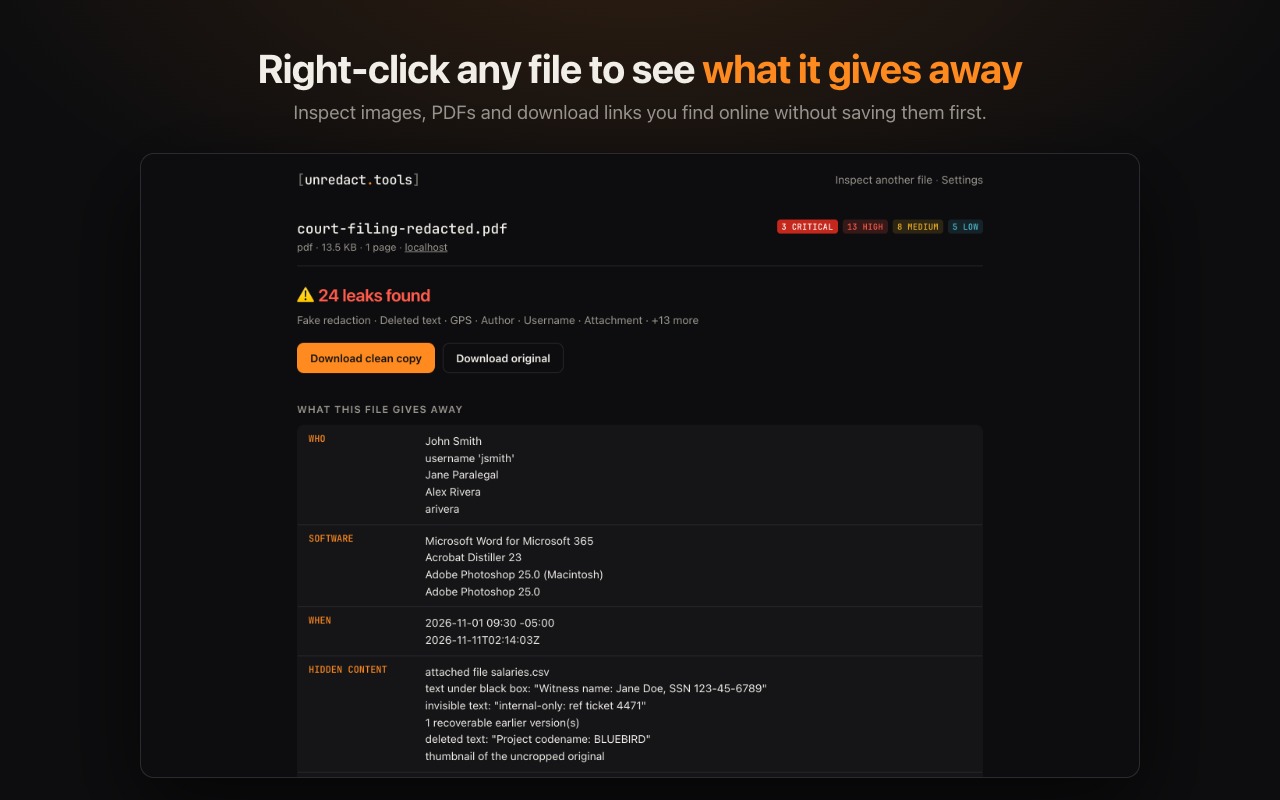 Right-click any file to see what it gives away
Inspect images, PDFs and download links you find online without saving them first.
[unredact.tools]
Inspect another file · Settings
court-filing-redacted.pdf
3 CRITICAL 13 HIGH 8 MEDIUM 5 LOW
pdf · 13.5 KB · 1 page · localhost
⚠️ 24 leaks found
Fake redaction · Deleted text · GPS · Author · Username · Attachment · +13 more
Download clean copy
Download original
WHAT THIS FILE GIVES AWAY
WHO
John Smith
username 'jsmith'
Jane Paralegal
Alex Rivera
arivera
SOFTWARE
Microsoft Word for Microsoft 365
Acrobat Distiller 23
Adobe Photoshop 25.0 (Macintosh)
Adobe Photoshop 25.0
WHEN
2026-11-01 09:30 -05:00
2026-11-11T02:14:03Z
HIDDEN CONTENT
attached file salaries.csv
text under black box: "Witness name: Jane Doe, SSN 123-45-6789"
invisible text: "internal-only: ref ticket 4471"
1 recoverable earlier version(s)
deleted text: "Project codename: BLUEBIRD"
thumbnail of the uncropped original